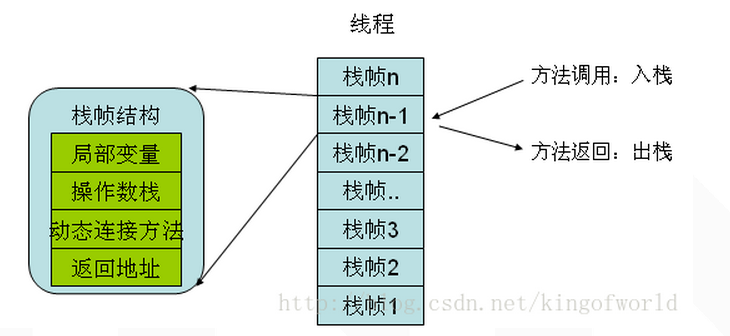 线程
栈帧n
栈帧n-1
栈帧n-2
栈帧..
栈帧3
栈帧2
栈帧1
方法调用：入栈
方法返回：出栈
栈帧结构
局部变量
操作数栈
动态连接方法
返回地址
csdn.net/kingofworld